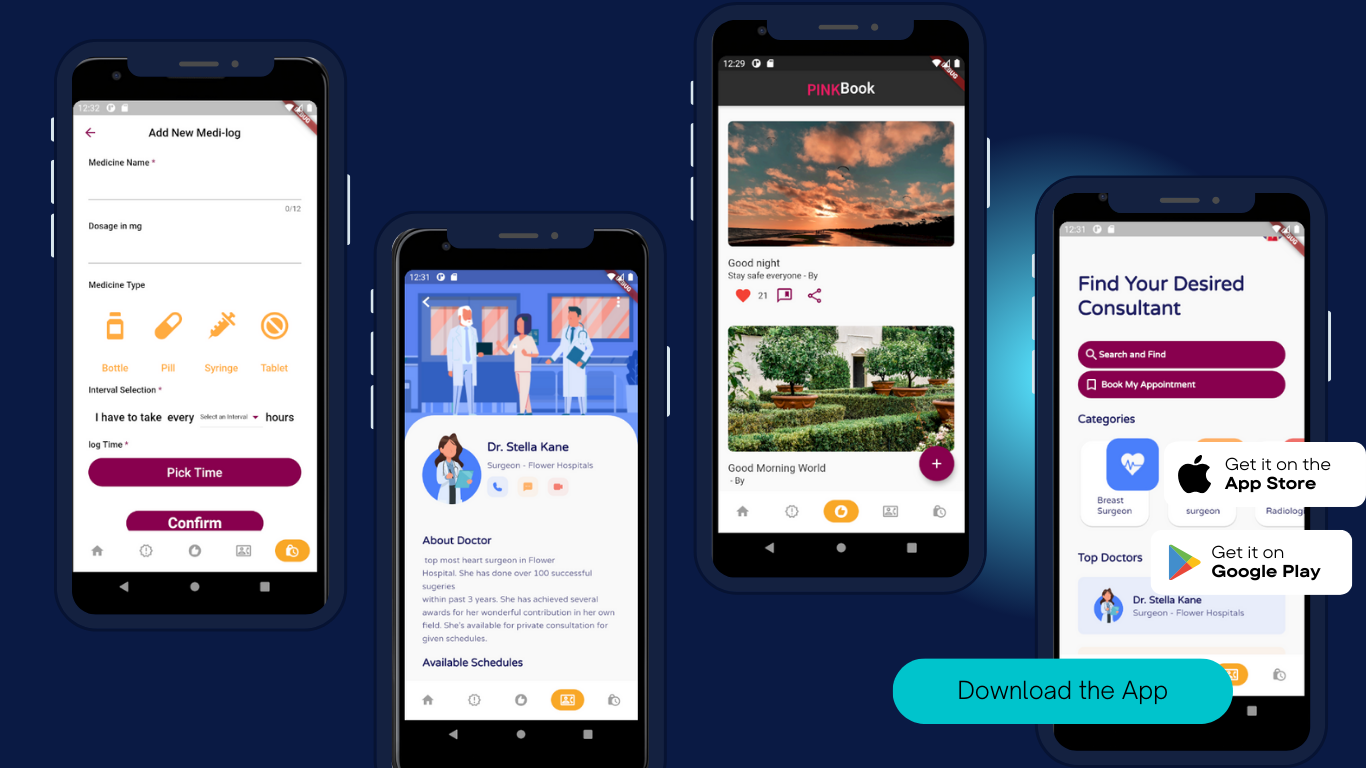 12:32
DEBUG
Add New Medi-log
Medicine Name *
0/12
Dosage in mg
Medicine Type
Bottle Pill Syringe Tablet
Interval Selection *
I have to take every Select an Interval hours
log Time *
Pick Time
Confirm
12:31
DEBUG
Dr. Stella Kane
Surgeon - Flower Hospitals
About Doctor
top most heart surgeon in Flower
Hospital. She has done over 100 successful
sugeries
within past 3 years. She has achieved several
awards for her wonderful contribution in her own
field. She's available for private consultation for
given schedules.
Available Schedules
12:29
DEBUG
PINKBook
Good night
Stay safe everyone - By
21
Good Morning World
- By
+
12:31
DEBUG
Find Your Desired
Consultant
Search and Find
Book My Appointment
Categories
Breast
Surgeon
surgeon
Radiolog
Top Doctors
Dr. Stella Kane
Surgeon - Flower Hospitals
Get it on the
App Store
Get it on
Google Play
Download the App